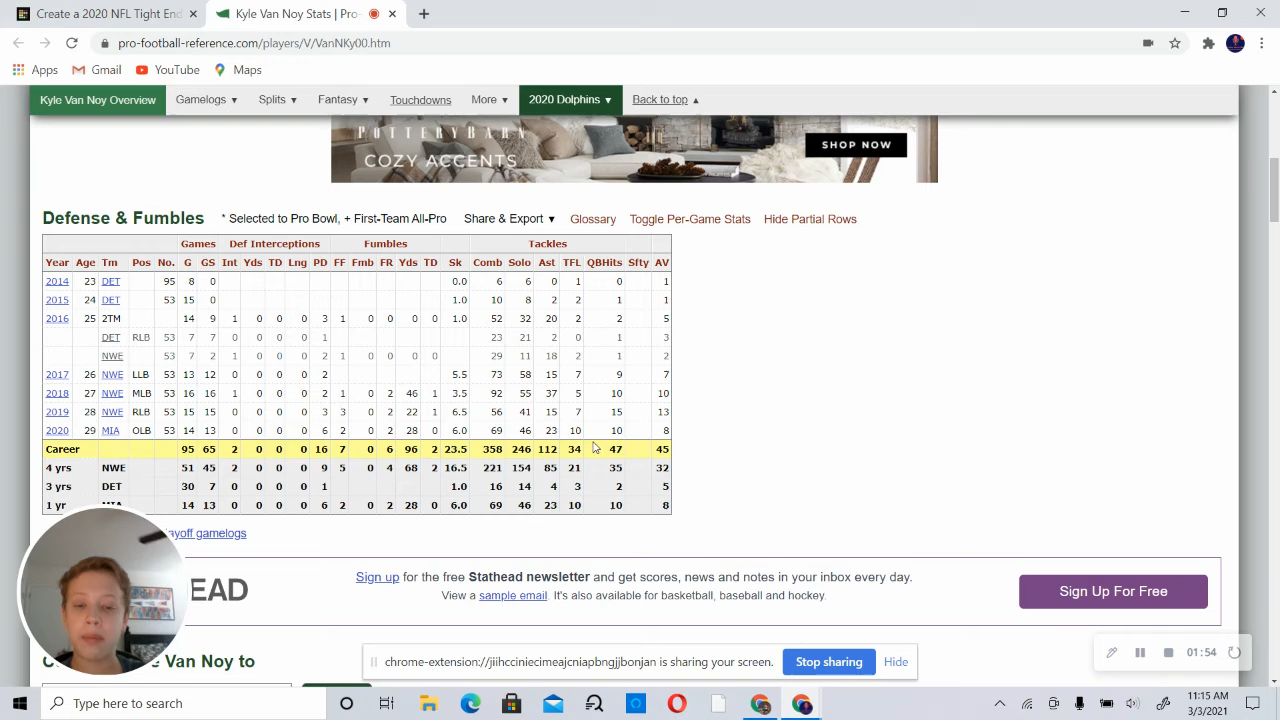 Create a 2020 NFL Tight End
Kyle Van Noy Stats | Pro-
pro-football-reference.com/players/V/VanNKy00.htm
Apps Gmail YouTube Maps
Kyle Van Noy Overview Gamelogs ▼ Splits ▼ Fantasy ▼ Touchdowns More ▼ 2020 Dolphins ▼ Back to top ▲
POTTERY BARN
COZY ACCENTS
SHOP NOW
Defense & Fumbles * Selected to Pro Bowl, + First-Team All-Pro Share & Export ▼ Glossary Toggle Per-Game Stats Hide Partial Rows
Games Def Interceptions Fumbles Tackles
Year Age Tm Pos No. G GS Int Yds TD Lng PD FF Fmb FR Yds TD Sk Comb Solo Ast TFL QBHits Sfty AV
2014 23 DET 95 8 0 0.0 6 6 0 1 0 1
2015 24 DET 53 15 0 1.0 10 8 2 2 1 1
2016 25 2TM 14 9 1 0 0 0 3 1 0 0 0 0 1.0 52 32 20 2 2 5
DET RLB 53 7 7 0 0 0 0 1 23 21 2 0 1 3
NWE 53 7 2 1 0 0 0 2 1 0 0 0 0 29 11 18 2 1 2
2017 26 NWE LLB 53 13 12 0 0 0 0 2 5.5 73 58 15 7 9 7
2018 27 NWE MLB 53 16 16 1 0 0 0 2 1 0 2 46 1 3.5 92 55 37 5 10 10
2019 28 NWE RLB 53 15 15 0 0 0 0 3 3 0 2 22 1 6.5 56 41 15 7 15 13
2020 29 MIA OLB 53 14 13 0 0 0 0 6 2 0 2 28 0 6.0 69 46 23 10 10 8
Career 95 65 2 0 0 0 16 7 0 6 96 2 23.5 358 246 112 34 47 45
4 yrs NWE 51 45 2 0 0 0 9 5 0 4 68 2 16.5 221 154 85 21 35 32
3 yrs DET 30 7 0 0 0 0 1 1.0 16 14 4 3 2 5
1 yr MIA 14 13 0 0 0 0 6 2 0 2 28 0 6.0 69 46 23 10 10 8
ayoff gamelogs
EAD
Sign up for the free Stathead newsletter and get scores, news and notes in your inbox every day.
View a sample email. It's also available for basketball, baseball and hockey.
Sign Up For Free
e Van Noy to
chrome-extension://jiihcciniecimeajcniapbngjjbonjan is sharing your screen. Stop sharing Hide
01:54
Type here to search
11:15 AM
3/3/2021